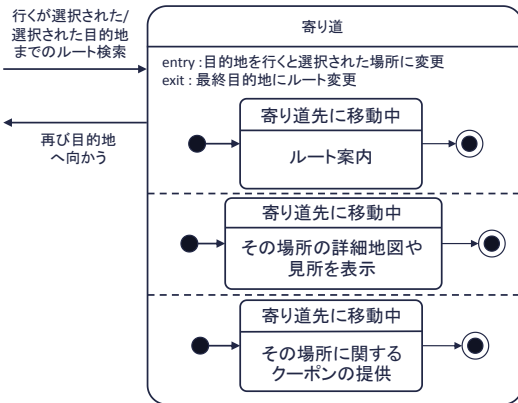 行くが選択された/
選択された目的地
までのルート検索
再び目的地
へ向かう
寄り道
entry : 目的地を行くと選択された場所に変更
exit : 最終目的地にルート変更
寄り道先に移動中
ルート案内
寄り道先に移動中
その場所の詳細地図や
見所を表示
寄り道先に移動中
その場所に関する
クーポンの提供